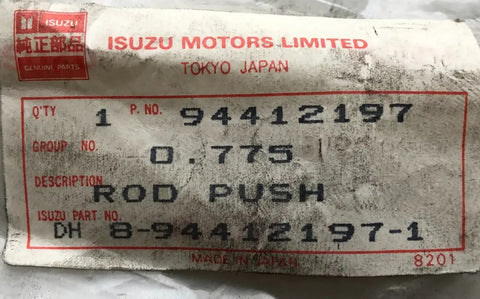 ISUZU
純正部品
GENUINE PARTS
ISUZU MOTORS LIMITED
TOKYO JAPAN
Q'TY 1 P. NO. 94412197
GROUP NO. 0.775
DESCRIPTION ROD PUSH
ISUZU PART NO. DH 8-94412197-1
MADE IN JAPAN 8201